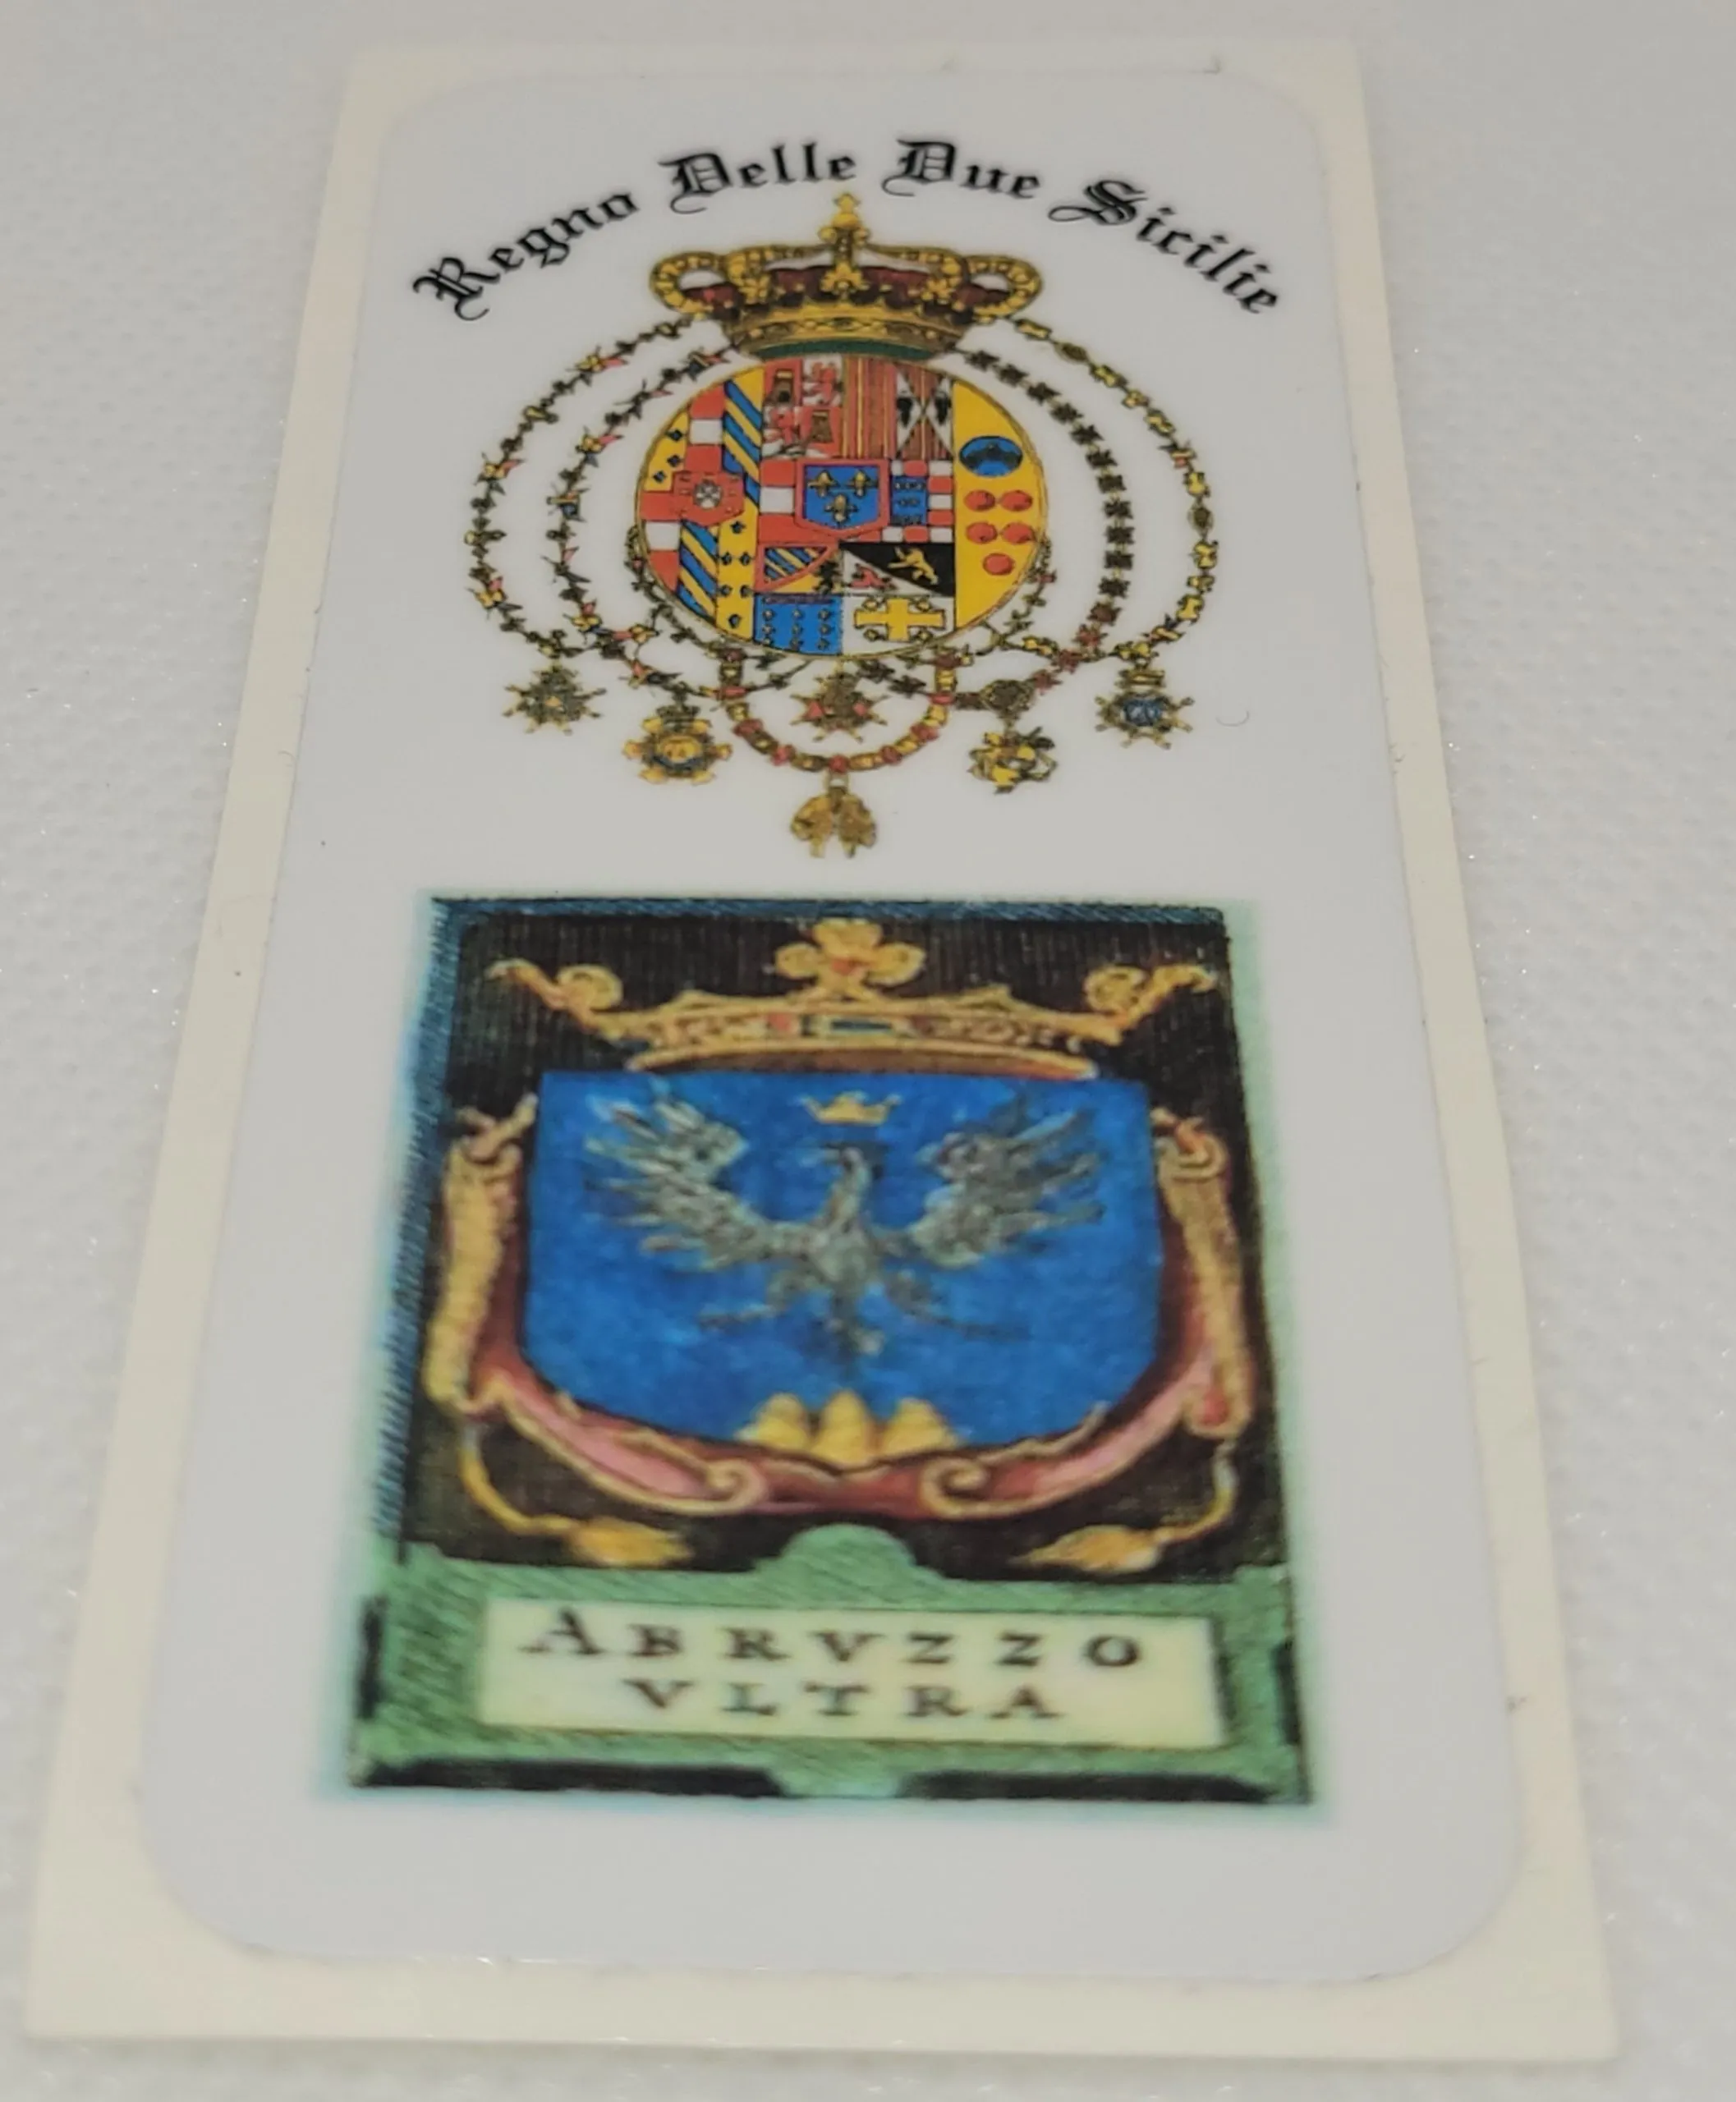 Regno Delle Due Sicilie
ABRVZZO
VLTRA